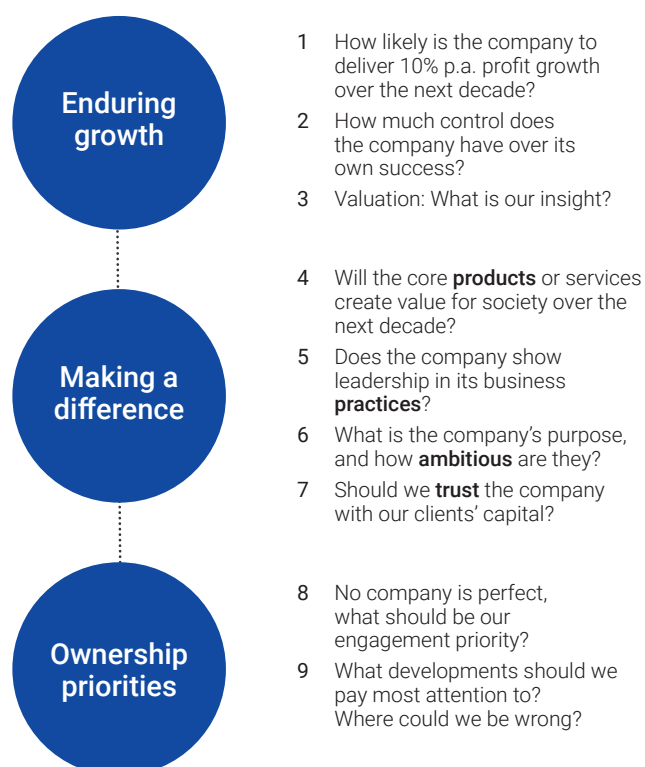 Enduring
growth
1 How likely is the company to
deliver 10% p.a. profit growth
over the next decade?
2 How much control does
the company have over its
own success?
3 Valuation: What is our insight?
Making a
difference
4 Will the core products or services
create value for society over the
next decade?
5 Does the company show
leadership in its business
practices?
6 What is the company’s purpose,
and how ambitious are they?
7 Should we trust the company
with our clients’ capital?
Ownership
priorities
8 No company is perfect,
what should be our
engagement priority?
9 What developments should we
pay most attention to?
Where could we be wrong?